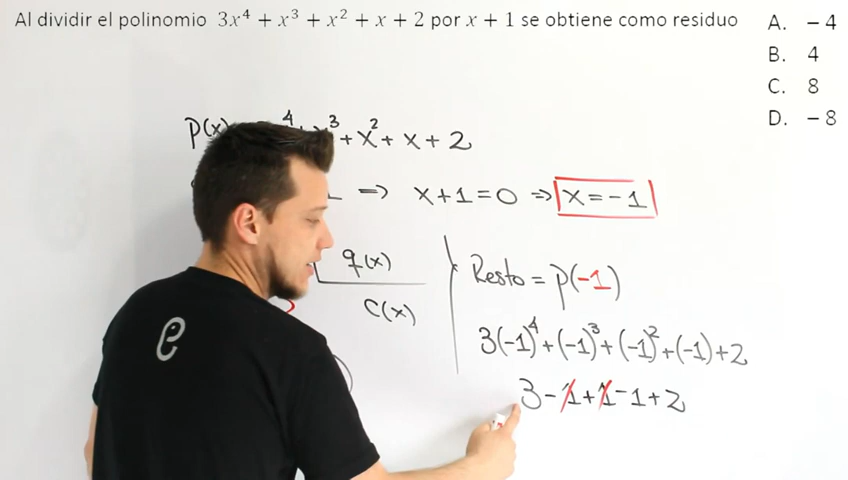 Al dividir el polinomio 3x⁴ + x³ + x² + x + 2 por x + 1 se obtiene como residuo
A. − 4
B. 4
C. 8
D. − 8
P(x) ⁴ x³ + x² + x + 2
⇒ x + 1 = 0 ⇒ x = − 1
q(x)
C(x)
Resto = P(−1)
3(−1)⁴ + (−1)³ + (−1)² + (−1) + 2
3 − 1 + 1 − 1 + 2